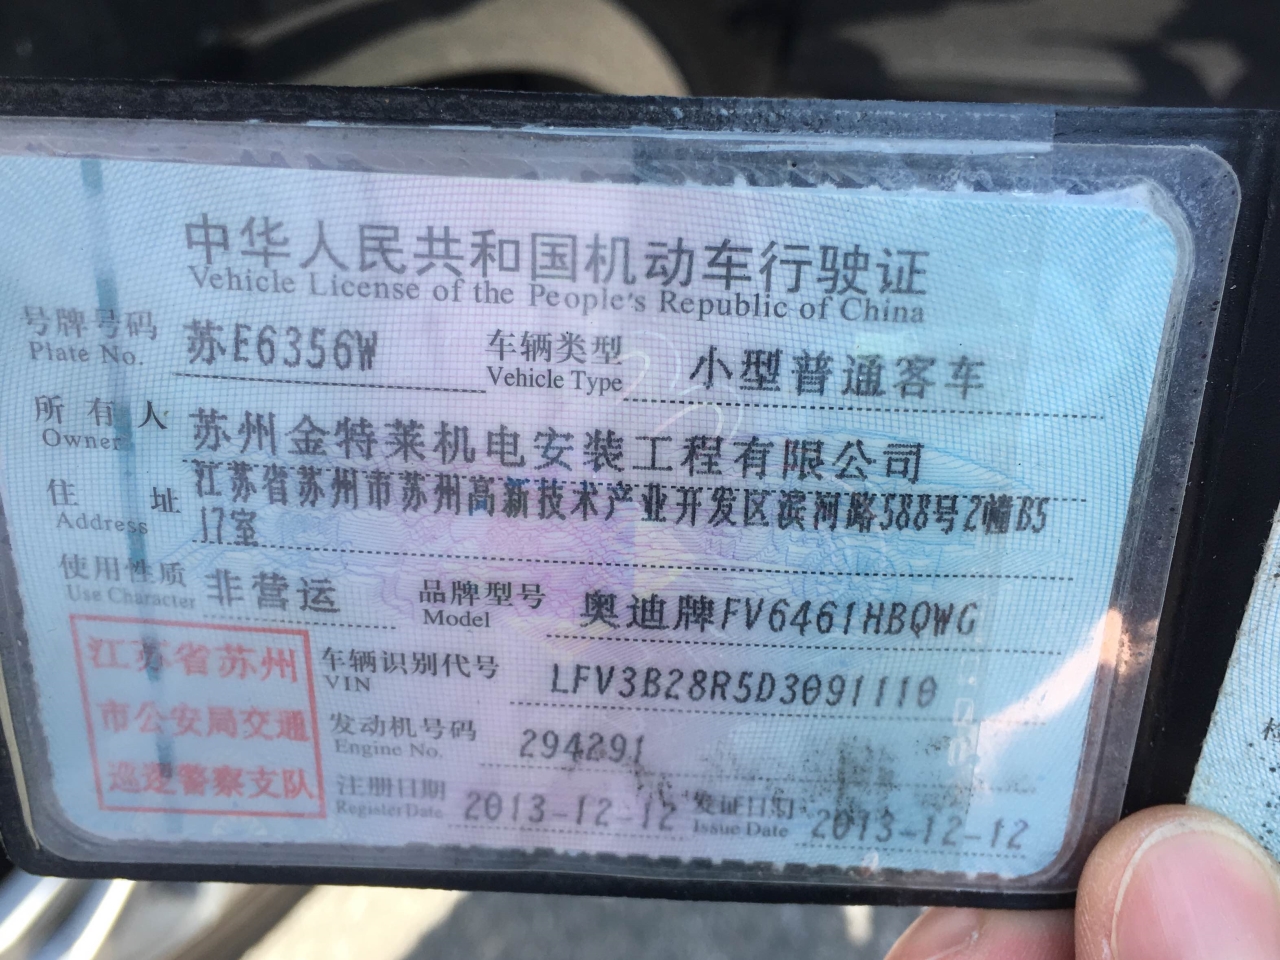 中华人民共和国机动车行驶证
Vehicle License of the People's Republic of China
号牌号码 苏E6356W 车辆类型 小型普通客车
Plate No. Vehicle Type
所有人 苏州金特莱机电安装工程有限公司
Owner
住址 江苏省苏州市苏州高新技术产业开发区滨河路588号2幢B5
Address 17室
使用性质 非营运 品牌型号 奥迪牌FV6461HBQWG
Use Character Model
江苏省苏州
市公安局交通
巡逻警察支队
车辆识别代号 LFV3B28R5D3091110
VIN
发动机号码 294291
Engine No.
注册日期 2013-12-12 发证日期 2013-12-12
Register Date Issue Date